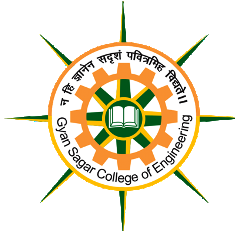 न हि ज्ञानेन सदृशं पवित्रमिह विद्यते।।
Gyan Sagar College of Engineering